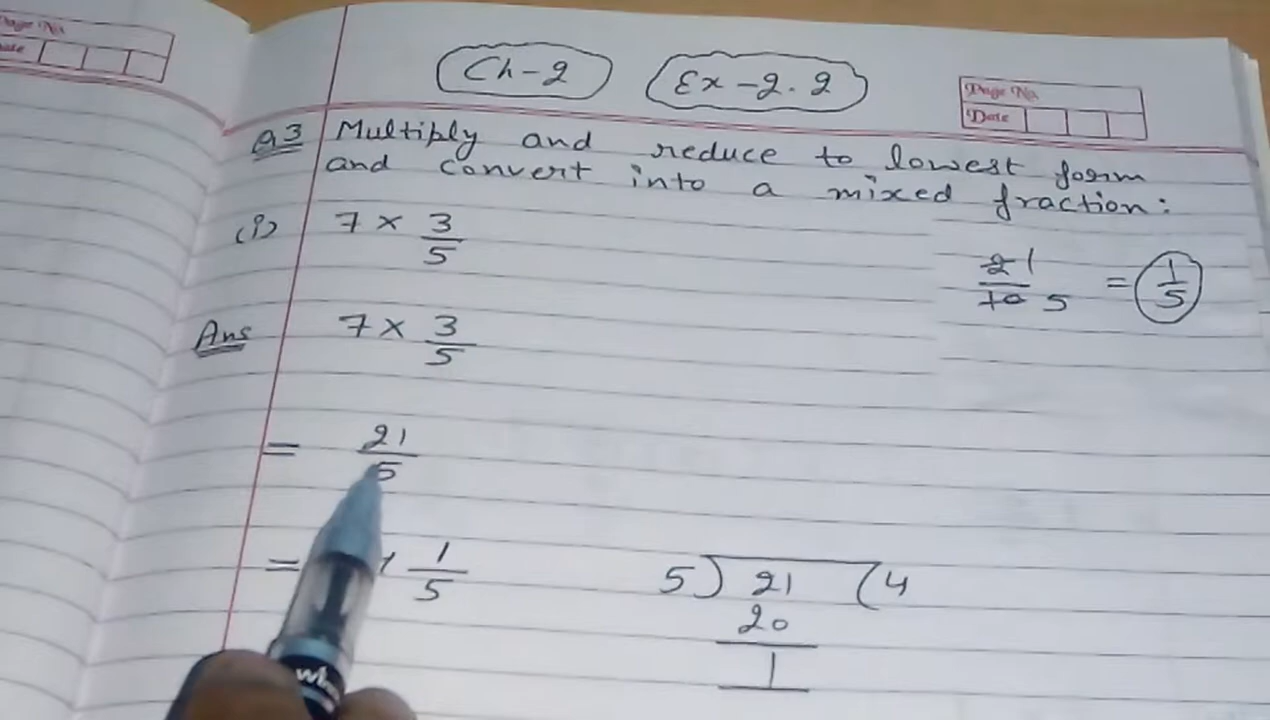 Page No.
Date
Ch-2 Ex-2.2
Page No.
Date
Q3 Multiply and reduce to lowest form
and convert into a mixed fraction:
(i) 7 × 3/5
21/10 5 = 1/5
Ans 7 × 3/5
= 21/5
= 1/5
5) 21 (4
20
1